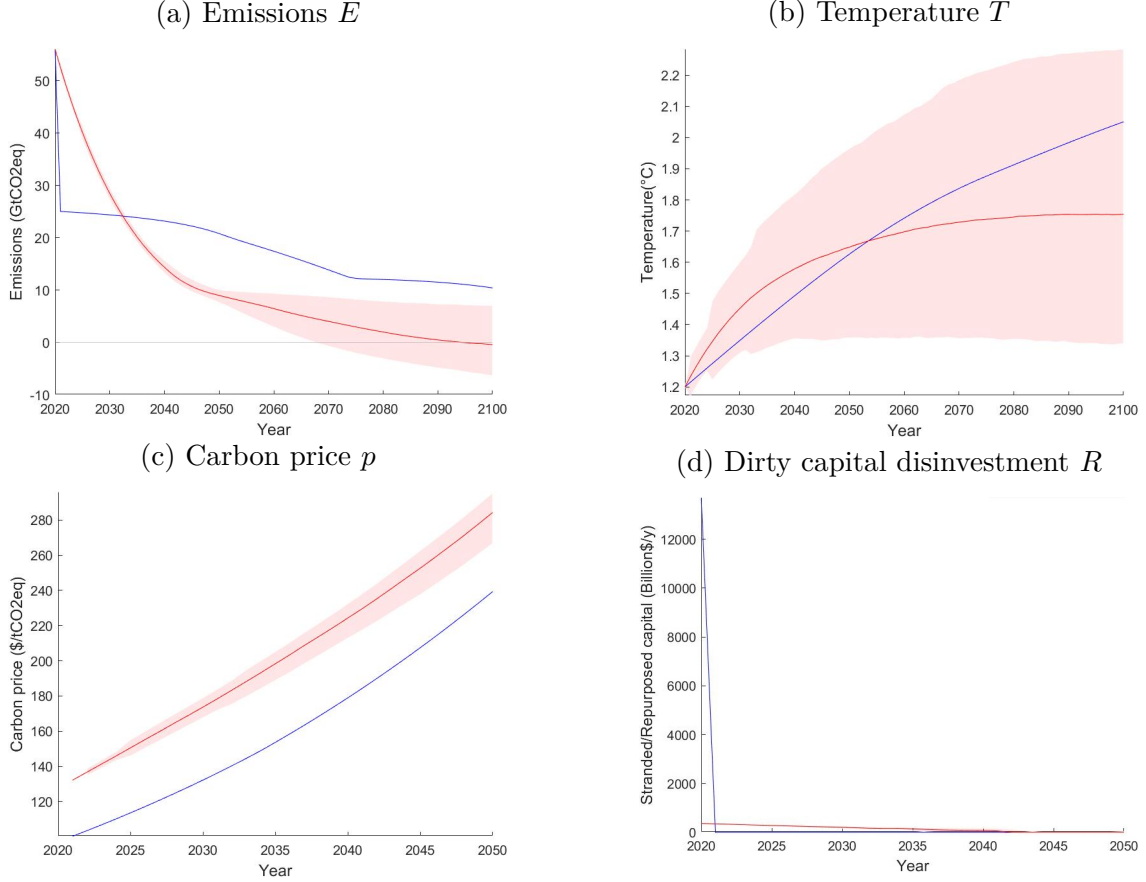 (a) Emissions E
Emissions (GtCO2eq)
50
40
30
20
10
0
-10
2020 2030 2040 2050 2060 2070 2080 2090 2100
Year
(b) Temperature T
Temperature(°C)
2.2
2.1
2
1.9
1.8
1.7
1.6
1.5
1.4
1.3
1.2
2020 2030 2040 2050 2060 2070 2080 2090 2100
Year
(c) Carbon price p
Carbon price ($/tCO2eq)
280
260
240
220
200
180
160
140
120
2020 2025 2030 2035 2040 2045 2050
Year
(d) Dirty capital disinvestment R
Stranded/Repurposed capital (Billion$/y)
12000
10000
8000
6000
4000
2000
0
2020 2025 2030 2035 2040 2045 2050
Year